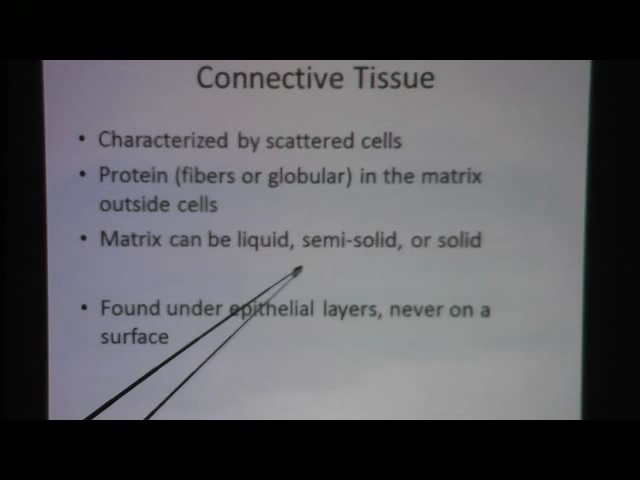 Connective Tissue
• Characterized by scattered cells
• Protein (fibers or globular) in the matrix
outside cells
• Matrix can be liquid, semi-solid, or solid
• Found under epithelial layers, never on a
surface